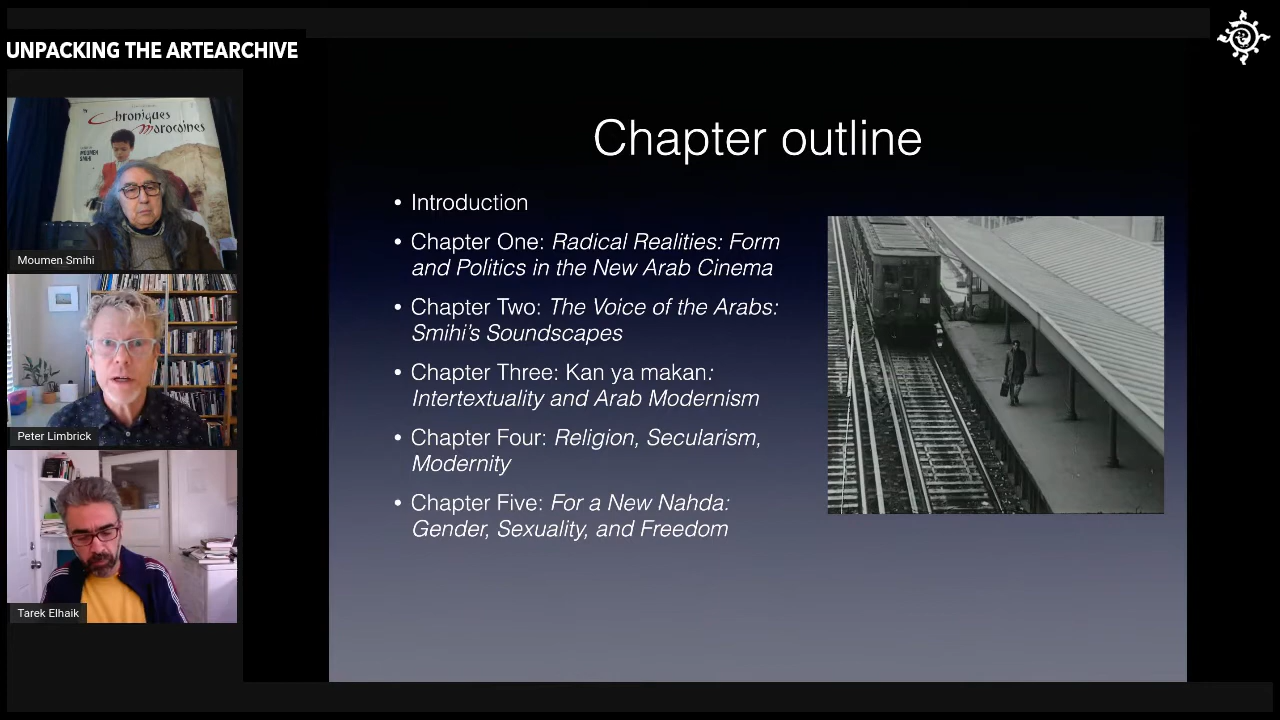 UNPACKING THE ARTEARCHIVE
Chroniques
Marocaines
MOUMEN
SMIHI
Moumen Smihi
Peter Limbrick
Tarek Elhaik
Chapter outline
• Introduction
• Chapter One: Radical Realities: Form
and Politics in the New Arab Cinema
• Chapter Two: The Voice of the Arabs:
Smihi's Soundscapes
• Chapter Three: Kan ya makan:
Intertextuality and Arab Modernism
• Chapter Four: Religion, Secularism,
Modernity
• Chapter Five: For a New Nahda:
Gender, Sexuality, and Freedom